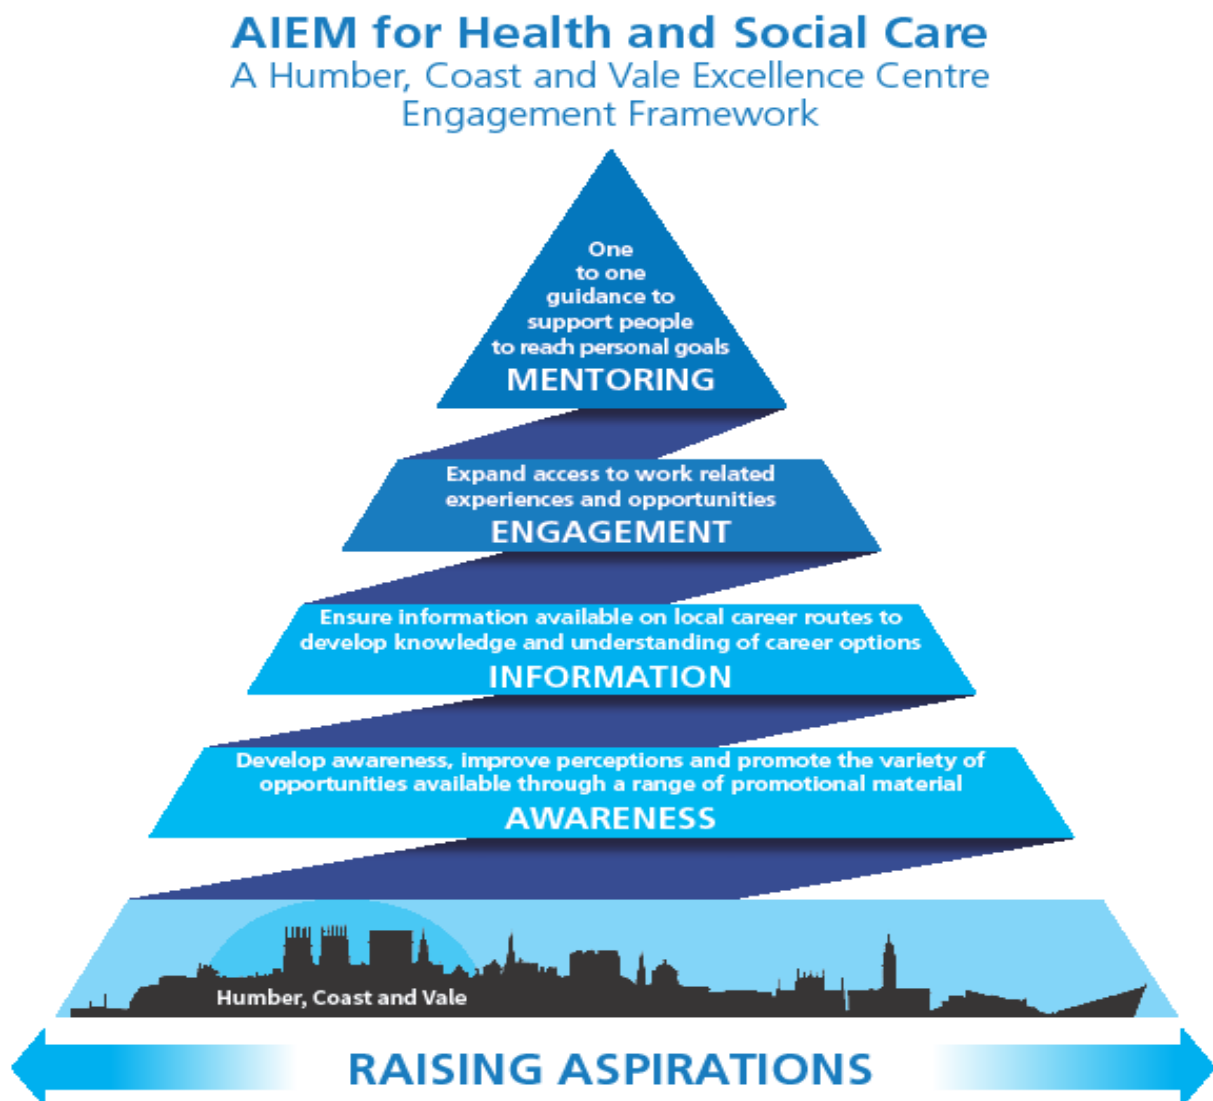 AIEM for Health and Social Care
A Humber, Coast and Vale Excellence Centre
Engagement Framework
One
to one
guidance to
support people
to reach personal goals
MENTORING
Expand access to work related
experiences and opportunities
ENGAGEMENT
Ensure information available on local career routes to
develop knowledge and understanding of career options
INFORMATION
Develop awareness, improve perceptions and promote the variety of
opportunities available through a range of promotional material
AWARENESS
Humber, Coast and Vale
RAISING ASPIRATIONS